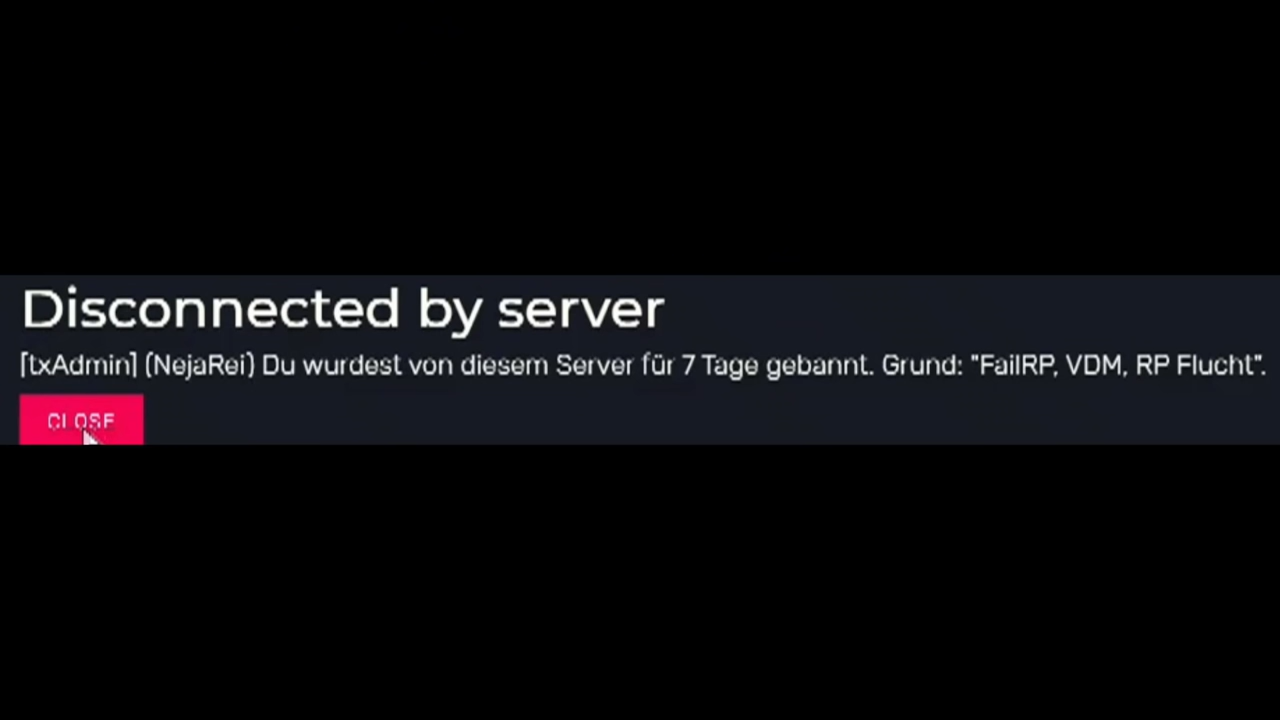 Disconnected by server
[txAdmin] (NejaRei) Du wurdest von diesem Server für 7 Tage gebannt. Grund: "FailRP, VDM, RP Flucht".
CLOSE